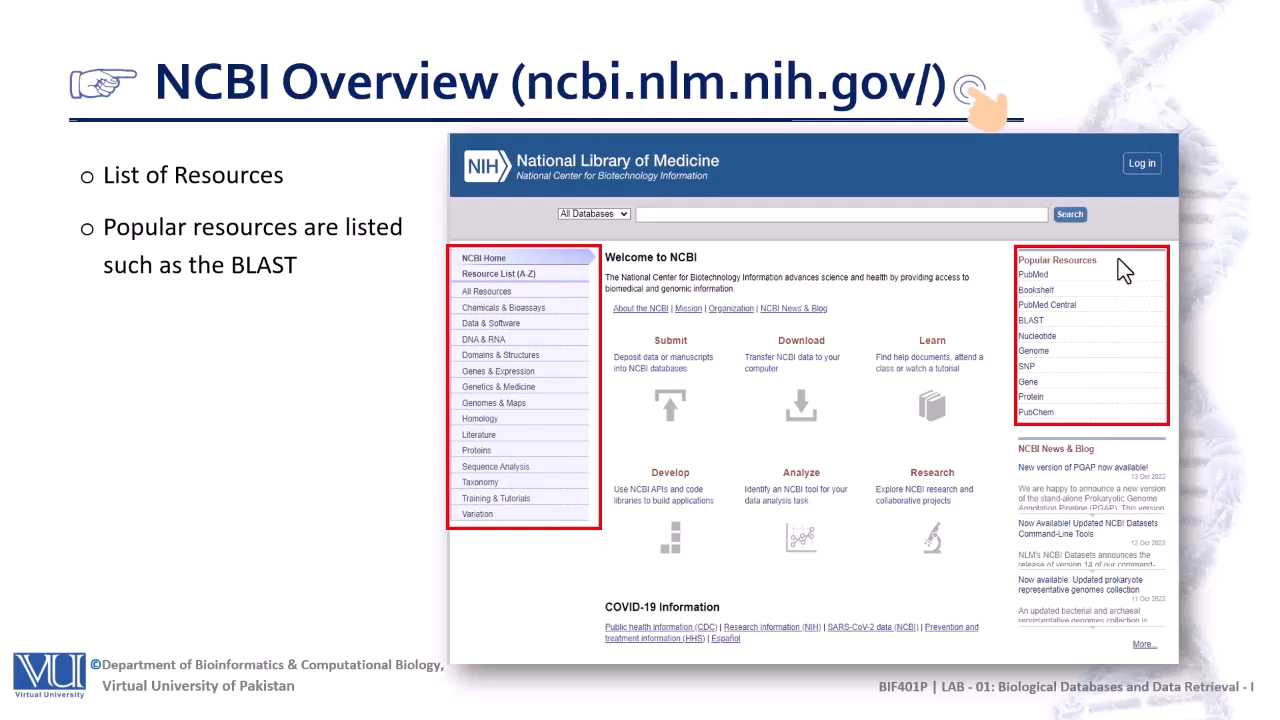 NCBI Overview (ncbi.nlm.nih.gov/)
List of Resources
Popular resources are listed
such as the BLAST
NIH
National Library of Medicine
National Center for Biotechnology Information
Log in
All Databases
Search
NCBI Home
Resource List (A-Z)
All Resources
Chemicals & Bioassays
Data & Software
DNA & RNA
Domains & Structures
Genes & Expression
Genetics & Medicine
Genomes & Maps
Homology
Literature
Proteins
Sequence Analysis
Taxonomy
Training & Tutorials
Variation
Welcome to NCBI
The National Center for Biotechnology Information advances science and health by providing access to
biomedical and genomic information.
About the NCBI | Mission | Organization | NCBI News & Blog
Submit
Deposit data or manuscripts
into NCBI databases
Download
Transfer NCBI data to your
computer
Learn
Find help documents, attend a
class or watch a tutorial
Develop
Use NCBI APIs and code
libraries to build applications
Analyze
Identify an NCBI tool for your
data analysis task
Research
Explore NCBI research and
collaborative projects
COVID-19 Information
Public health information (CDC) | Research information (NIH) | SARS-CoV-2 data (NCBI) | Prevention and
treatment information (HHS) | Español
Popular Resources
PubMed
Bookshelf
PubMed Central
BLAST
Nucleotide
Genome
SNP
Gene
Protein
PubChem
NCBI News & Blog
New version of PGAP now available!
13 Oct 2022
We are happy to announce a new version
of the stand-alone Prokaryotic Genome
Annotation Pipeline (PGAP). This version
Now Available! Updated NCBI Datasets
Command-Line Tools
12 Oct 2022
NLM's NCBI Datasets announces the
release of version 14 of our command-
Now available: Updated prokaryote
representative genomes collection
11 Oct 2022
An updated bacterial and archaeal
representative genomes collection is
More...
VU
Virtual University
©Department of Bioinformatics & Computational Biology,
Virtual University of Pakistan
BIF401P | LAB - 01: Biological Databases and Data Retrieval - I